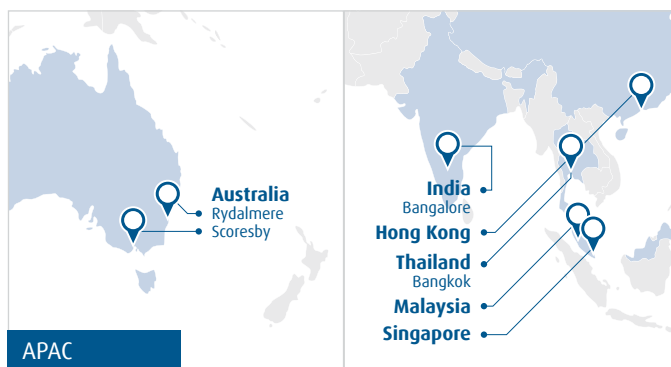 Australia
Rydalmere
Scoresby
India
Bangalore
Hong Kong
Thailand
Bangkok
Malaysia
Singapore
APAC